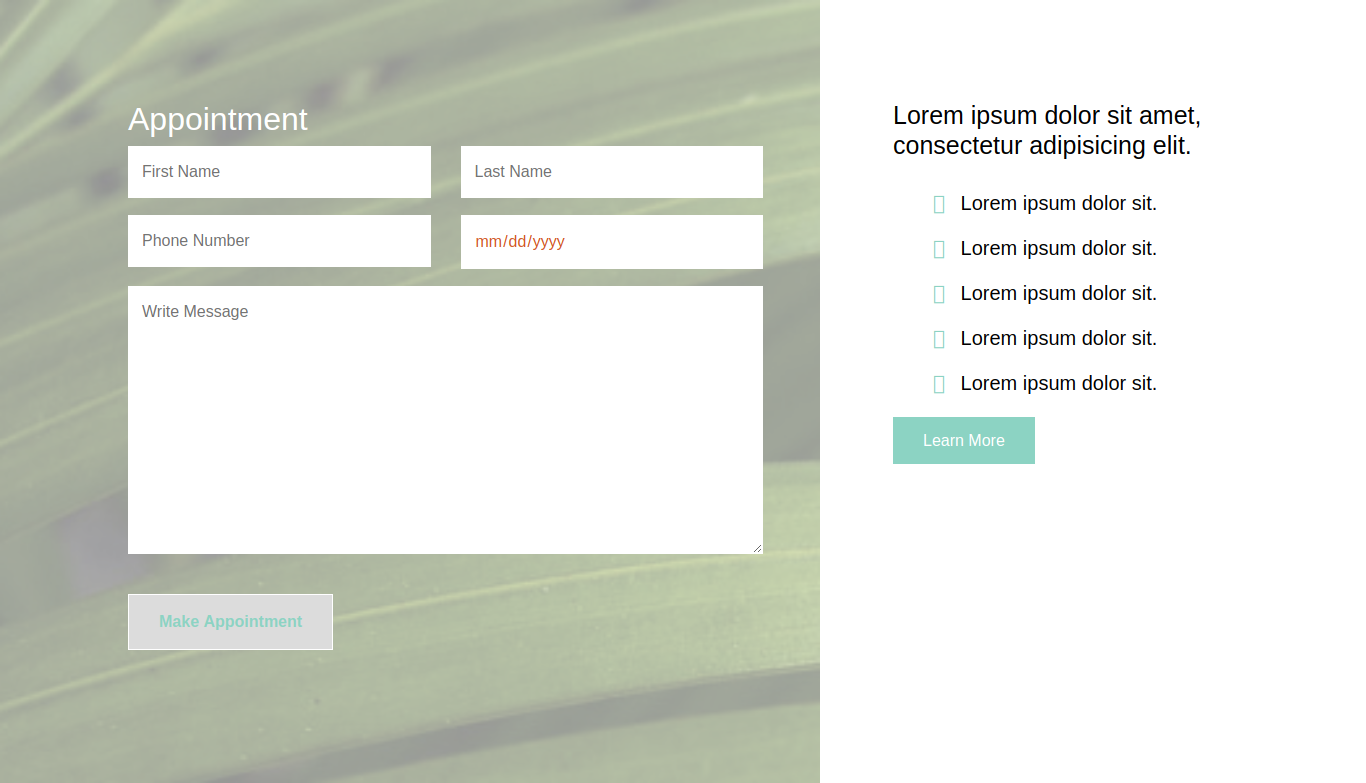 Appointment
First Name
Last Name
Phone Number
mm/dd/yyyy
Write Message
Make Appointment
Lorem ipsum dolor sit amet,
consectetur adipisicing elit.
Lorem ipsum dolor sit.
Lorem ipsum dolor sit.
Lorem ipsum dolor sit.
Lorem ipsum dolor sit.
Lorem ipsum dolor sit.
Learn More